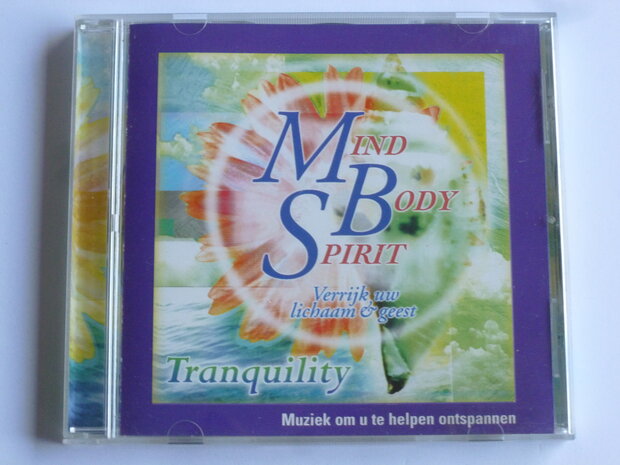 MIND
BODY
SPIRIT
Verrijk uw
lichaam & geest
Tranquility
Muziek om u te helpen ontspannen